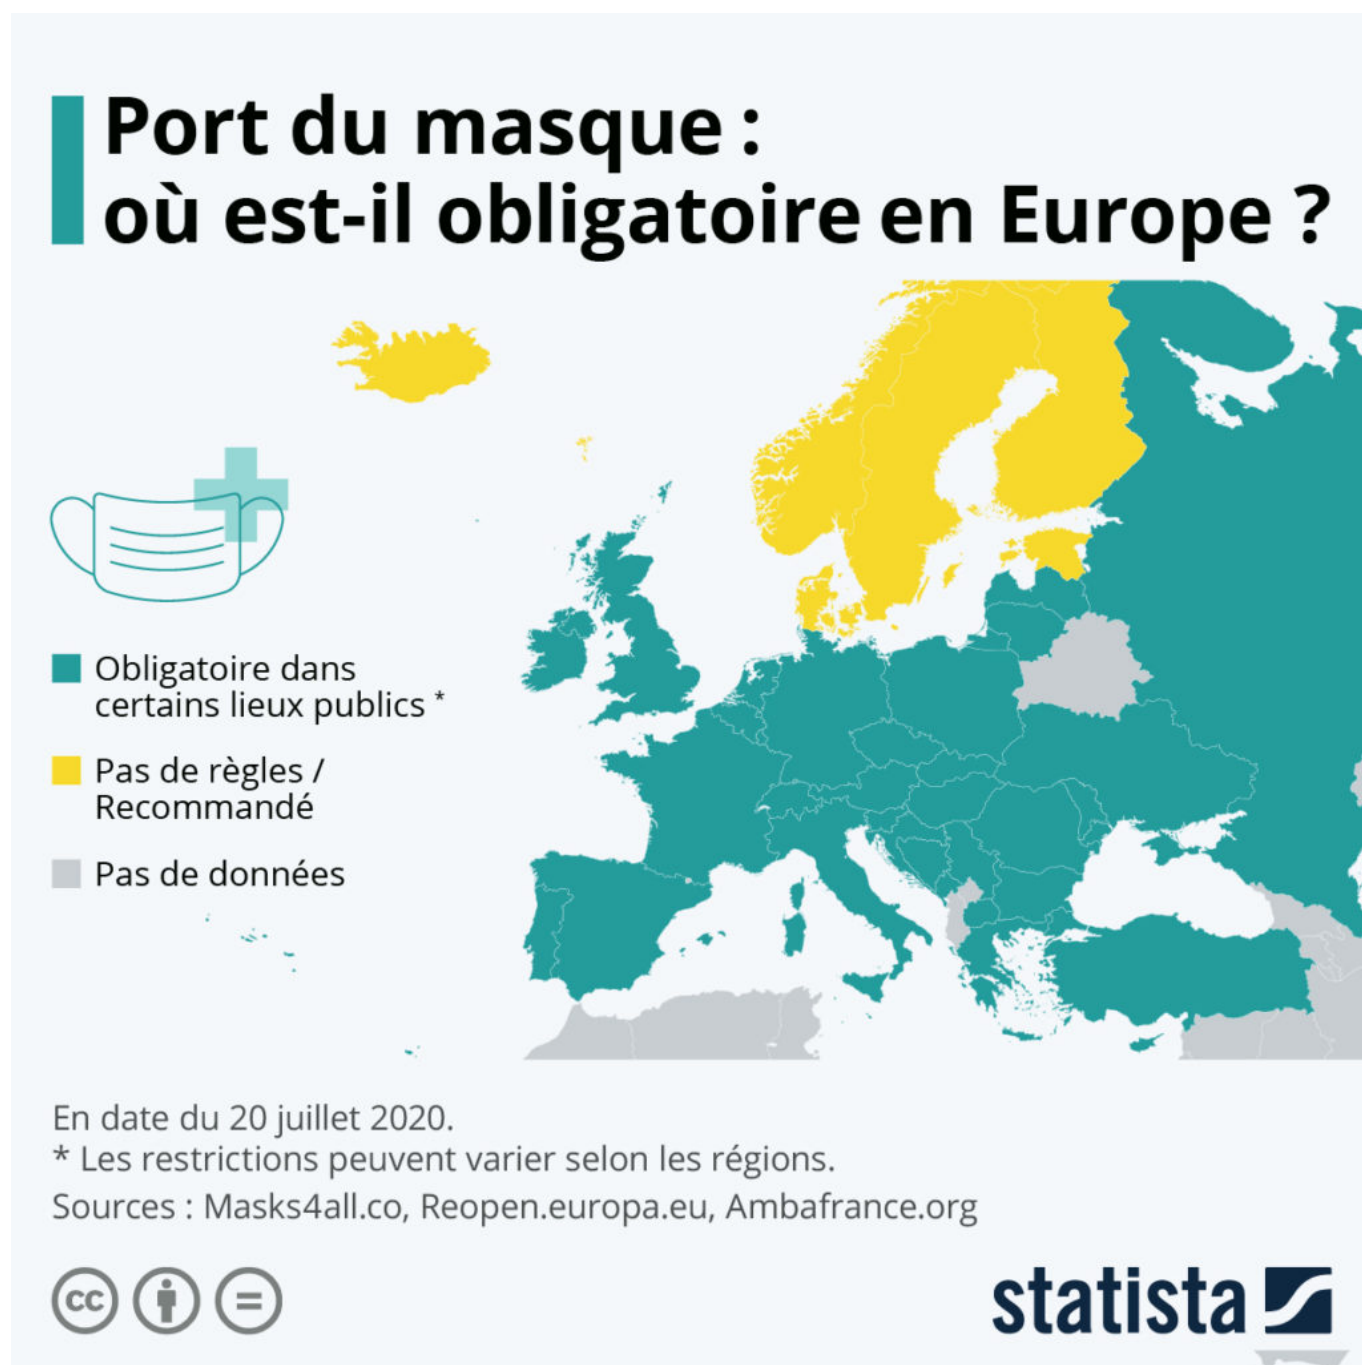 Port du masque :
où est-il obligatoire en Europe ?
Obligatoire dans
certains lieux publics *
Pas de règles /
Recommandé
Pas de données
En date du 20 juillet 2020.
* Les restrictions peuvent varier selon les régions.
Sources : Masks4all.co, Reopen.europa.eu, Ambafrance.org
cc
statista